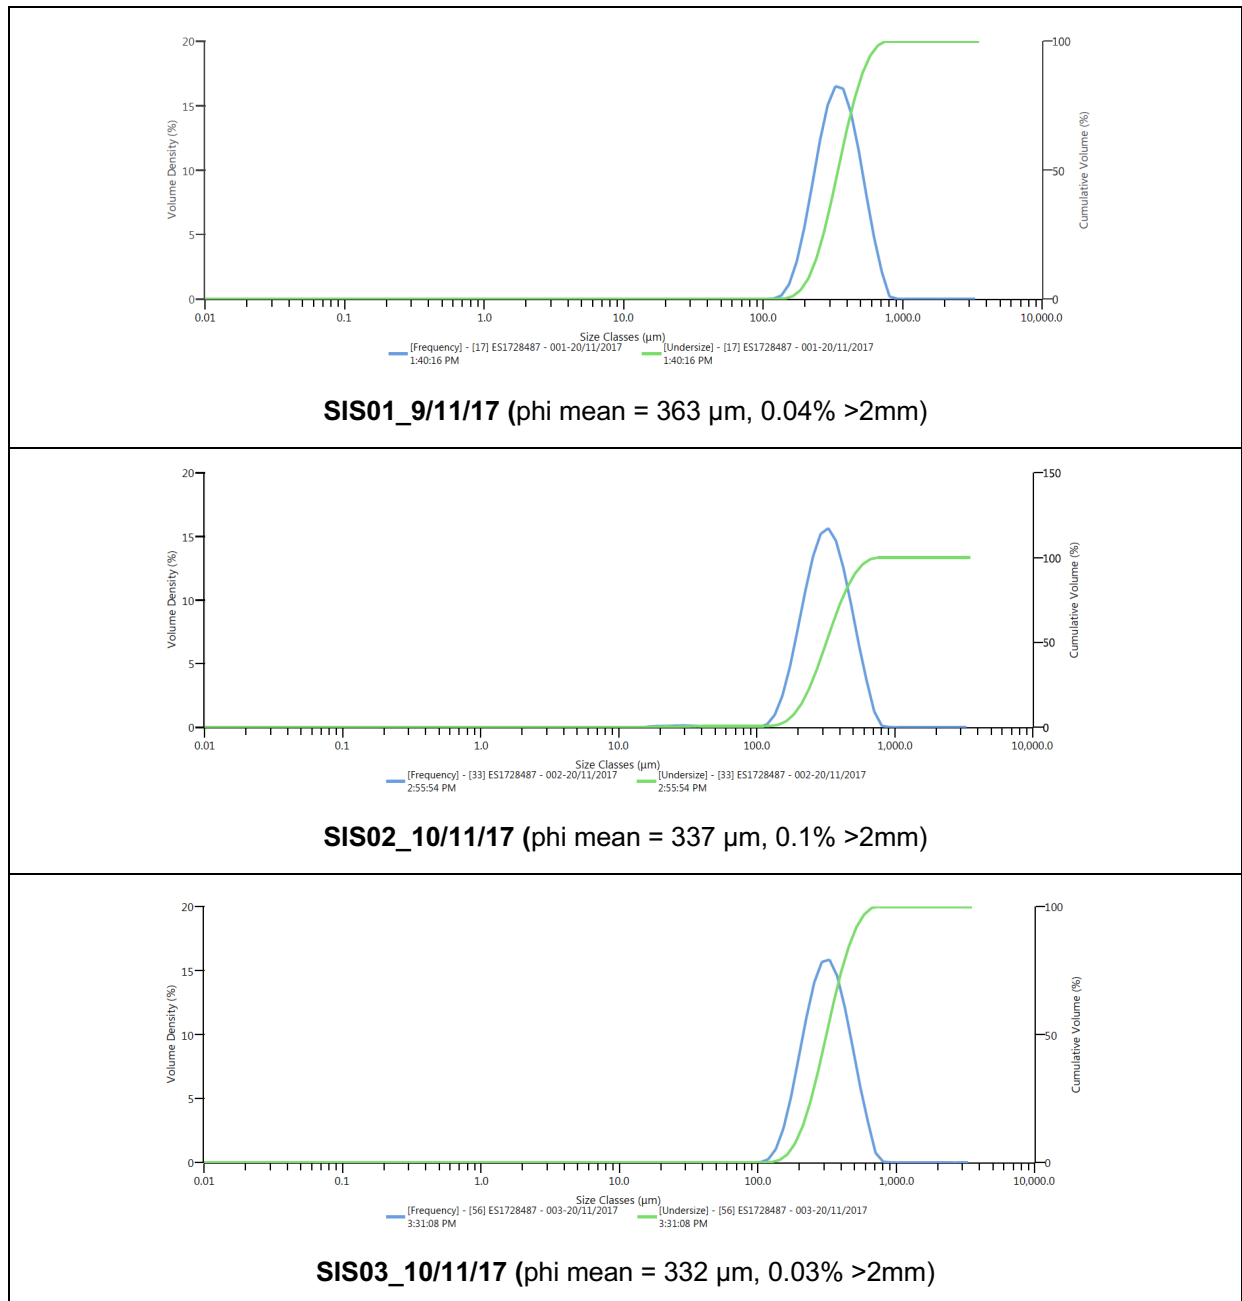 20
15
10
5
0
Volume Density (%)
100
50
0
Cumulative Volume (%)
0.01 0.1 1.0 10.0 100.0 1,000.0 10,000.0
Size Classes (µm)
[Frequency] - [17] ES1728487 - 001-20/11/2017 [Undersize] - [17] ES1728487 - 001-20/11/2017
1:40:16 PM 1:40:16 PM
SIS01_9/11/17 (phi mean = 363 µm, 0.04% >2mm)
20
15
10
5
0
Volume Density (%)
150
100
50
0
Cumulative Volume (%)
0.01 0.1 1.0 10.0 100.0 1,000.0 10,000.0
Size Classes (µm)
[Frequency] - [33] ES1728487 - 002-20/11/2017 [Undersize] - [33] ES1728487 - 002-20/11/2017
2:55:54 PM 2:55:54 PM
SIS02_10/11/17 (phi mean = 337 µm, 0.1% >2mm)
20
15
10
5
0
Volume Density (%)
100
50
0
Cumulative Volume (%)
0.01 0.1 1.0 10.0 100.0 1,000.0 10,000.0
Size Classes (µm)
[Frequency] - [56] ES1728487 - 003-20/11/2017 [Undersize] - [56] ES1728487 - 003-20/11/2017
3:31:08 PM 3:31:08 PM
SIS03_10/11/17 (phi mean = 332 µm, 0.03% >2mm)